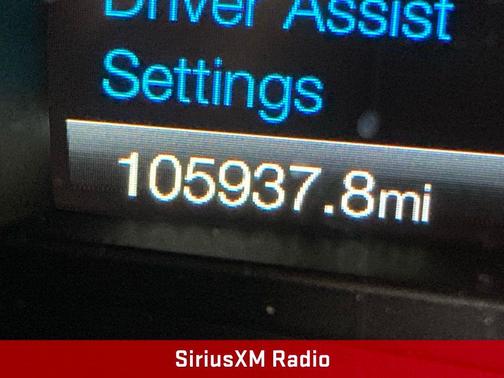 Driver Assist
Settings
105937.8mi
SiriusXM Radio